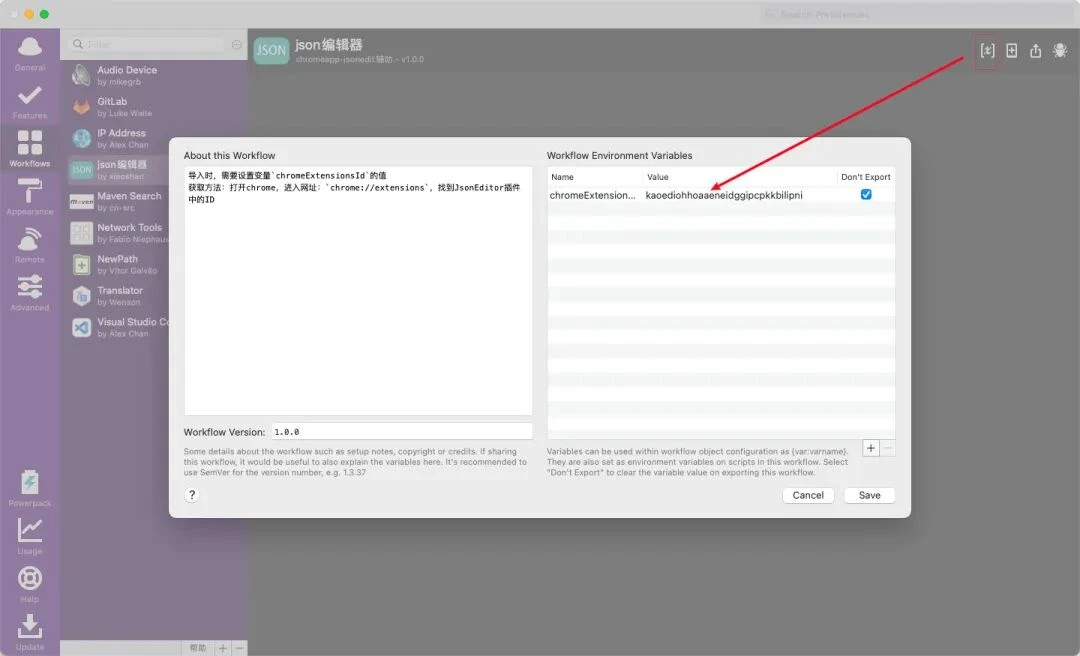 Search Preferences
General
Features
Workflows
Appearance
Remote
Advanced
Powerpack
Usage
Help
Update
Filter
Audio Device
by mikegrb
GitLab
by Luke Waite
IP Address
by Alex Chan
JSON
json编辑器
by xiaoshan
maven
Maven Search
by cn-src
Network Tools
by Fabio Niephaus
NewPath
by Vítor Galvão
Translator
by Wenson
Visual Studio Co
by Alex Chan
帮助
JSON
json编辑器
chromeapp-jsonedit辅助 - v1.0.0
About this Workflow
导入时，需要设置变量`chromeExtensionsId`的值
获取方法：打开chrome，进入网址：`chrome://extensions`，找到JsonEditor插件
中的ID
Workflow Version: 1.0.0
Some details about the workflow such as setup notes, copyright or credits. If sharing
this workflow, it would be useful to also explain the variables here. It's recommended to
use SemVer for the version number, e.g. 1.3.37
?
Workflow Environment Variables
Name Value Don't Export
chromeExtension... kaoediohhoaaeneidggipcpkkbilipni
Variables can be used within workflow object configuration as {var:varname}.
They are also set as environment variables on scripts in this workflow. Select
"Don't Export" to clear the variable value on exporting this workflow.
Cancel Save